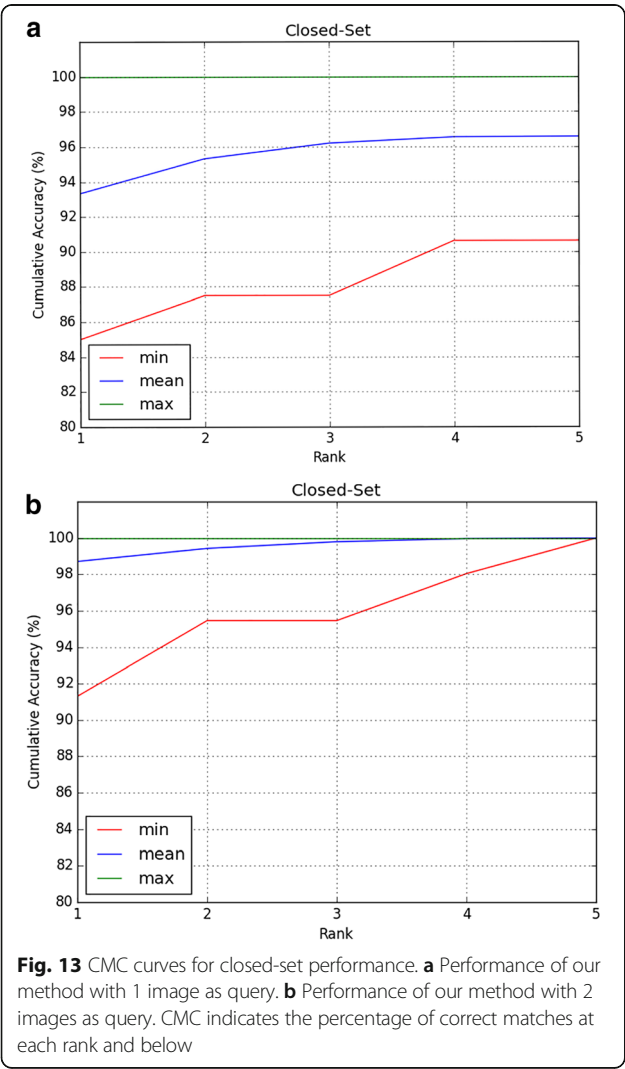 a
Closed-Set
100
98
96
94
92
90
88
86
84
82
80
Cumulative Accuracy (%)
min
mean
max
1 2 3 4 5
Rank
b
Closed-Set
100
98
96
94
92
90
88
86
84
82
80
Cumulative Accuracy (%)
min
mean
max
1 2 3 4 5
Rank
Fig. 13 CMC curves for closed-set performance. a Performance of our
method with 1 image as query. b Performance of our method with 2
images as query. CMC indicates the percentage of correct matches at
each rank and below